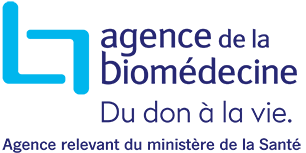 agence de la
biomédecine
Du don à la vie.
Agence relevant du ministère de la Santé